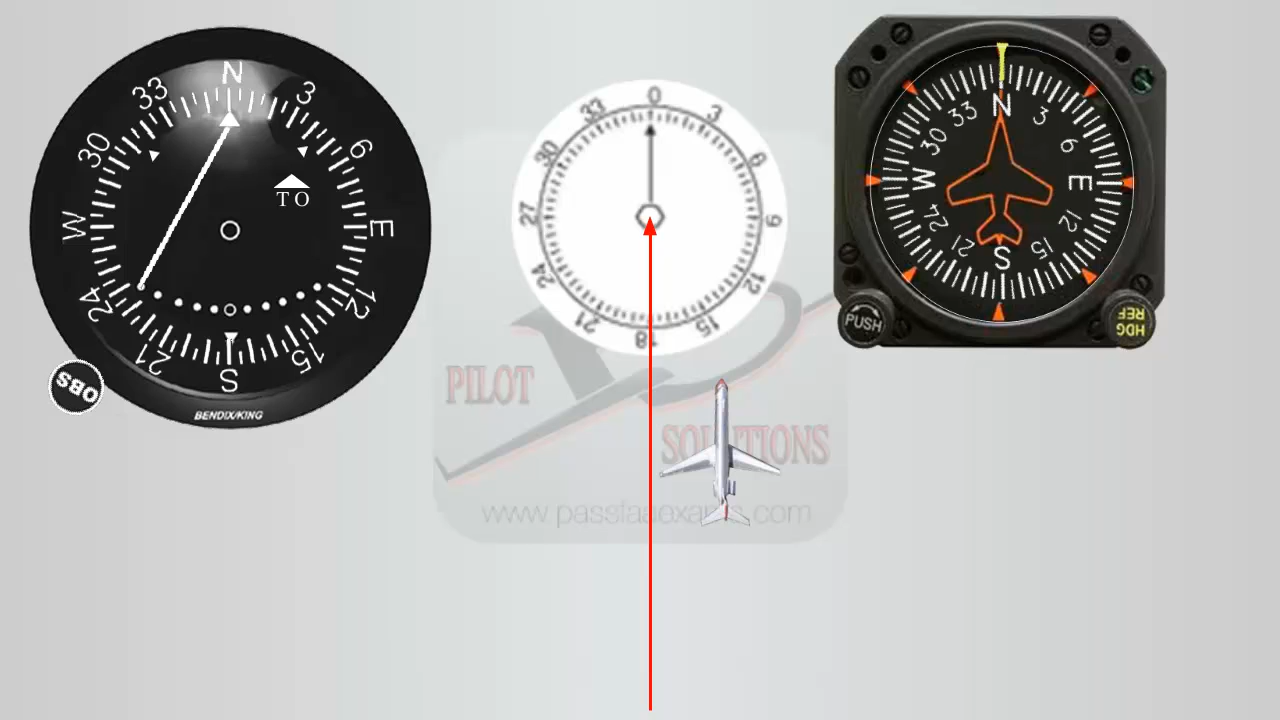 N
3
6
E
12
15
S
21
24
W
30
33
TO
OBS
BENDIX/KING
0
3
6
9
12
15
18
21
24
27
30
33
N
3
6
E
12
15
S
21
24
W
30
33
PUSH
HDG
REF
PILOT
SOLUTIONS
www.passfaaexams.com